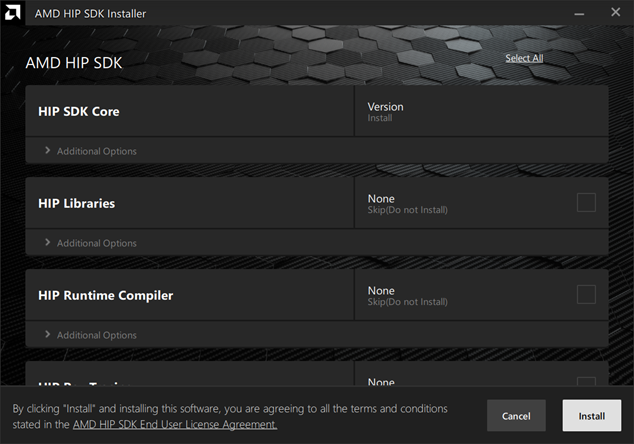 AMD HIP SDK Installer
AMD HIP SDK
Select All
HIP SDK Core
Version
Install
Additional Options
HIP Libraries
None
Skip(Do not Install)
Additional Options
HIP Runtime Compiler
None
Skip(Do not Install)
Additional Options
HIP
None
By clicking "Install" and installing this software, you are agreeing to all the terms and conditions
stated in the AMD HIP SDK End User License Agreement.
Cancel
Install